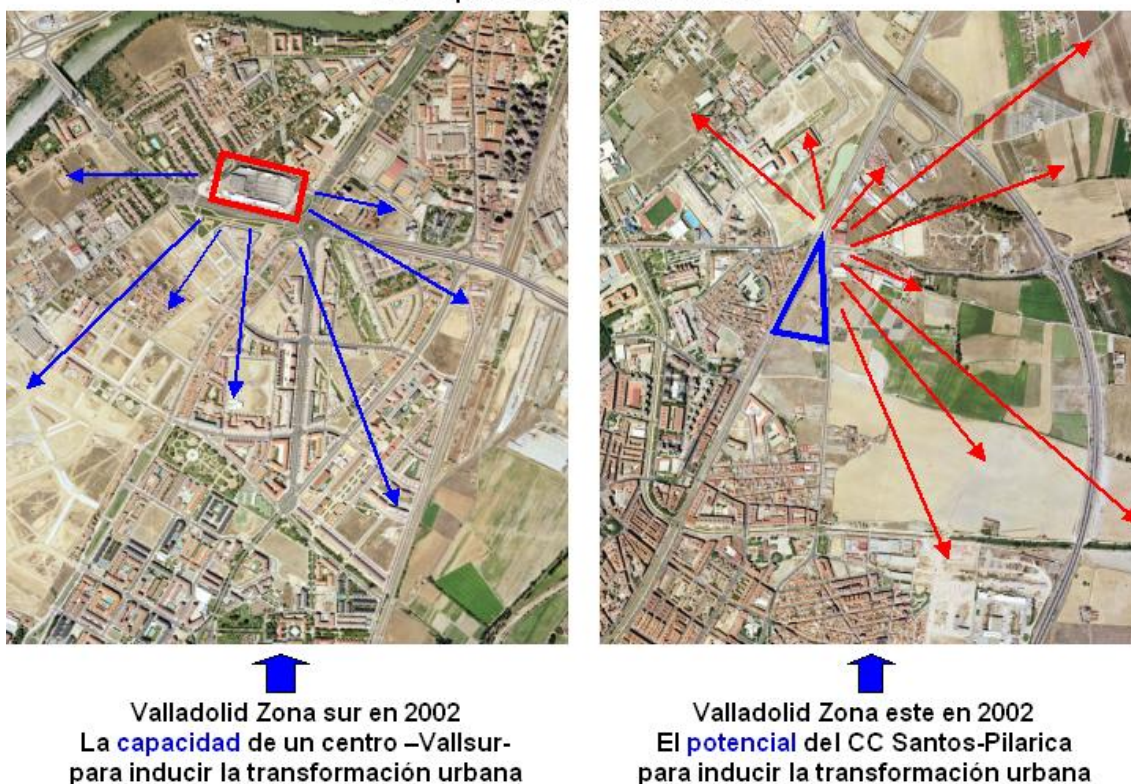 Valladolid Zona sur en 2002
La capacidad de un centro –Vallsur-
para inducir la transformación urbana
Valladolid Zona este en 2002
El potencial del CC Santos-Pilarica
para inducir la transformación urbana